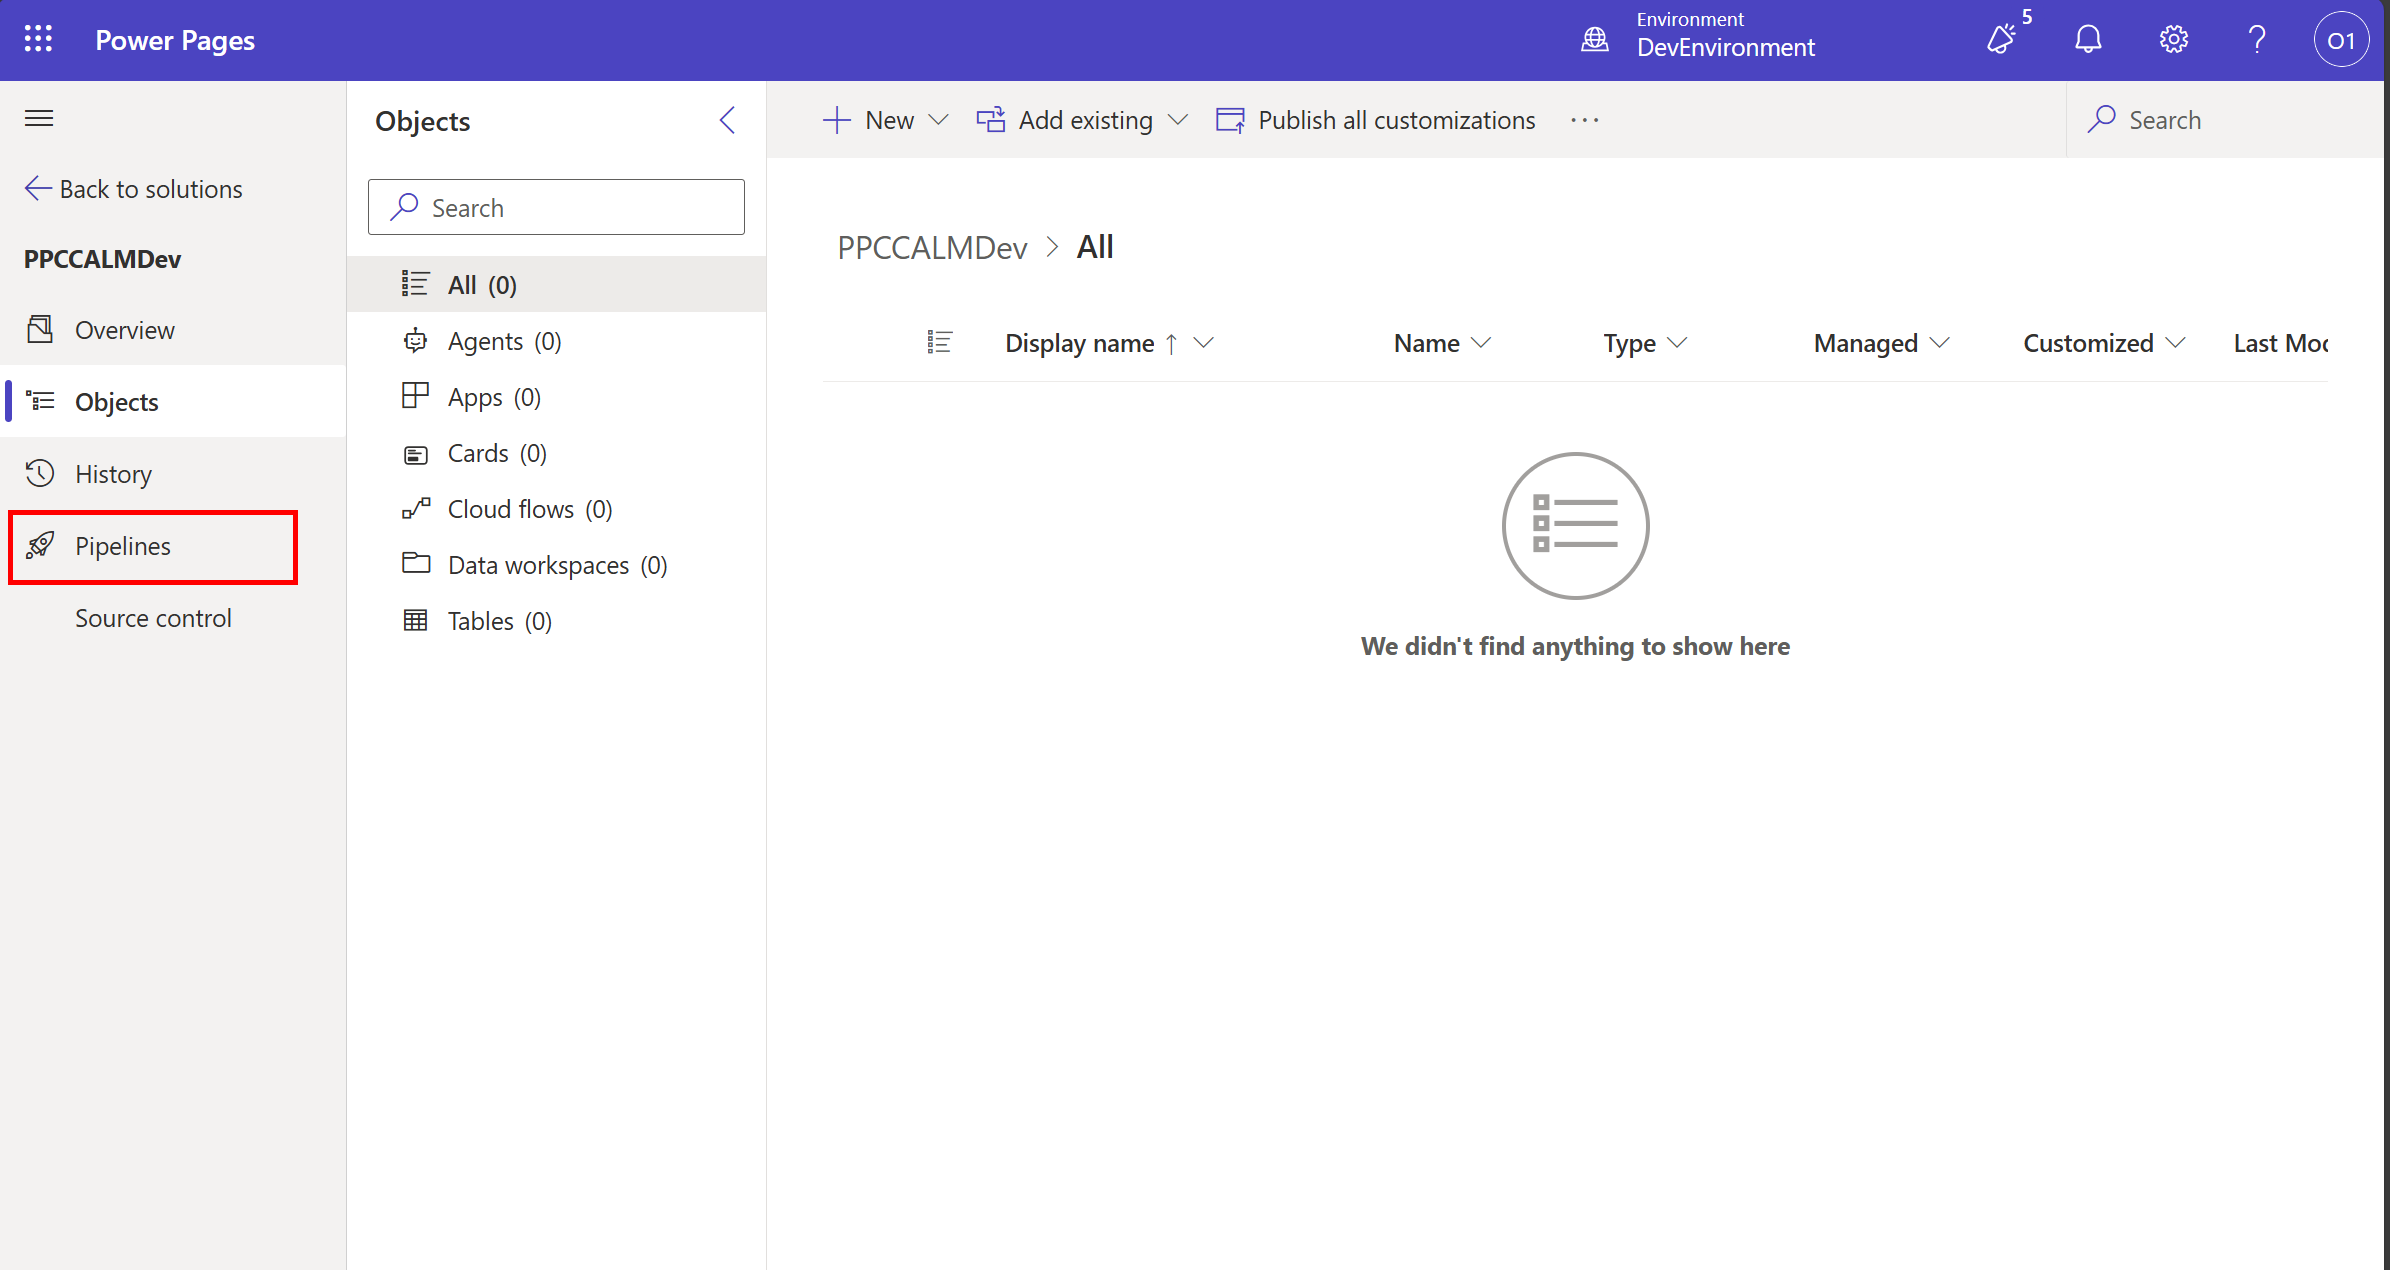 Power Pages
Environment
DevEnvironment
5
?
O1
Back to solutions
PPCCALMDev
Overview
Objects
History
Pipelines
Source control
Objects
Search
All (0)
Agents (0)
Apps (0)
Cards (0)
Cloud flows (0)
Data workspaces (0)
Tables (0)
New
Add existing
Publish all customizations
···
Search
PPCCALMDev > All
Display name ↑ Name Type Managed Customized Last Moc
We didn't find anything to show here